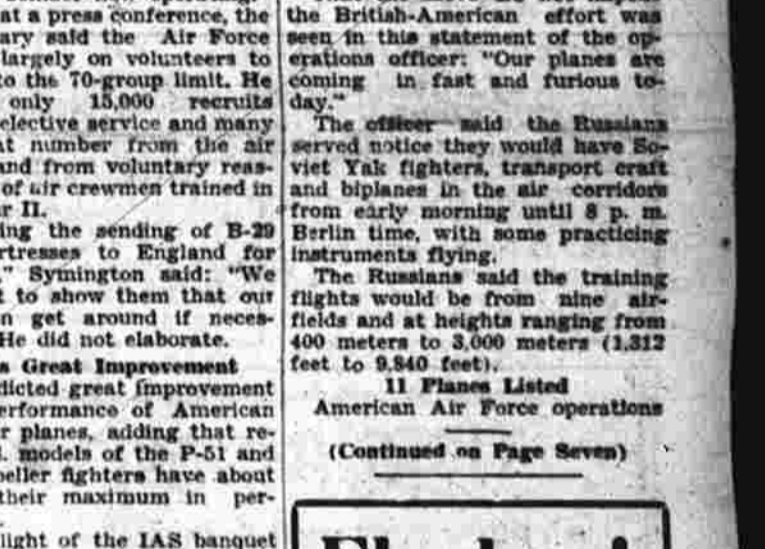 at a press conference, the
ary said the Air Force
largely on volunteers to
to the 70-group limit. He
only 15,000 recruits
elective service and many
at number from the air
and from voluntary reas-
of air crewmen trained in
r II.
ing the sending of B-29
rtresses to England for
," Symington said: "We
t to show them that our
n get around if neces-
He did not elaborate.
s Great Improvement
dicted great improvement
erformance of American
r planes, adding that re-
. models of the P-51 and
peller fighters have about
their maximum in per-
light of the IAS banquet
the British-American effort was
seen in this statement of the op-
erations officer: "Our planes are
coming in fast and furious to-
day."
The officer said the Russians
served notice they would have So-
viet Yak fighters, transport craft
and biplanes in the air corridors
from early morning until 8 p. m.
Berlin time, with some practicing
instruments flying.
The Russians said the training
flights would be from nine air-
fields and at heights ranging from
400 meters to 3,000 meters (1,312
feet to 9,840 feet).
11 Planes Listed
American Air Force operations
(Continued on Page Seven)